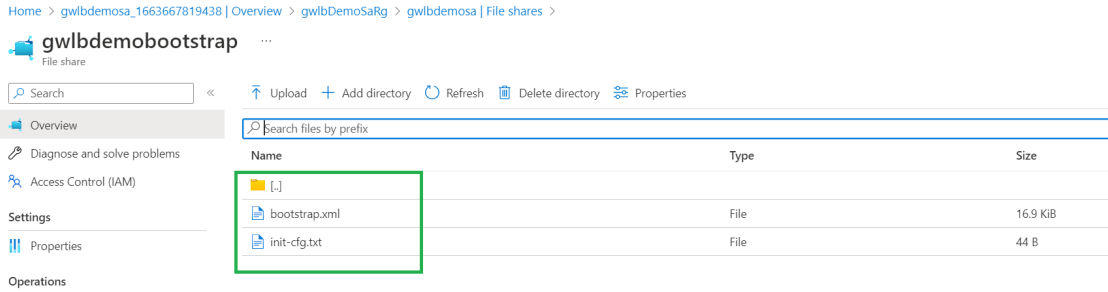 Home > gwlbdemosa_1663667819438 | Overview > gwlbDemoSaRg > gwlbdemosa | File shares >
gwlbdemobootstrap ...
File share
Search «
Upload Add directory Refresh Delete directory Properties
Overview
Search files by prefix
Diagnose and solve problems
Name Type Size
Access Control (IAM)
[..]
Settings
bootstrap.xml File 16.9 KiB
Properties
init-cfg.txt File 44 B
Operations